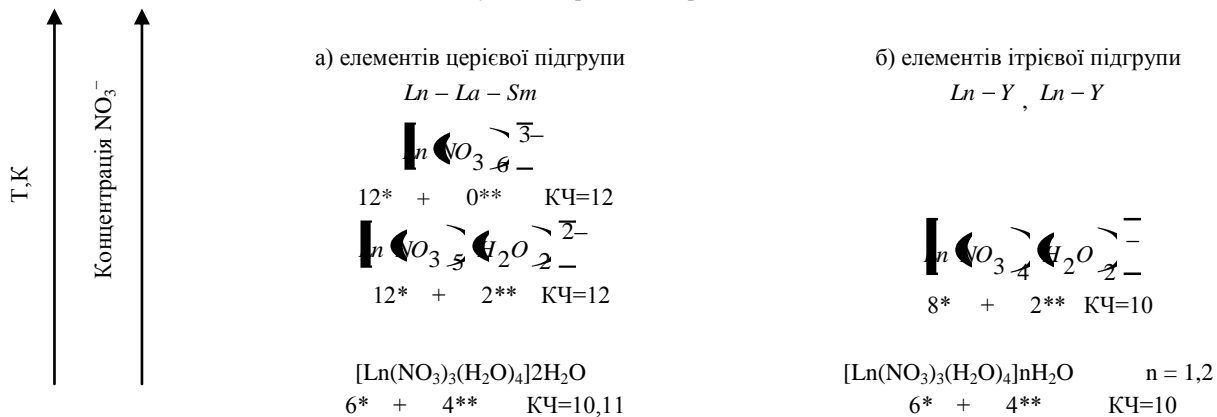 Т,К
Концентрація NO₃⁻
а) елементів церієвої підгрупи
Ln – La – Sm
[Ln(NO₃)₆]³⁻
12* + 0** КЧ=12
[Ln(NO₃)₅(H₂O)₂]²⁻
12* + 2** КЧ=12
[Ln(NO₃)₃(H₂O)₄]2H₂O
6* + 4** КЧ=10,11
б) елементів ітрієвої підгрупи
Ln – Y , Ln – Y
[Ln(NO₃)₄(H₂O)₂]⁻
8* + 2** КЧ=10
[Ln(NO₃)₃(H₂O)₄]nH₂O n = 1,2
6* + 4** КЧ=10